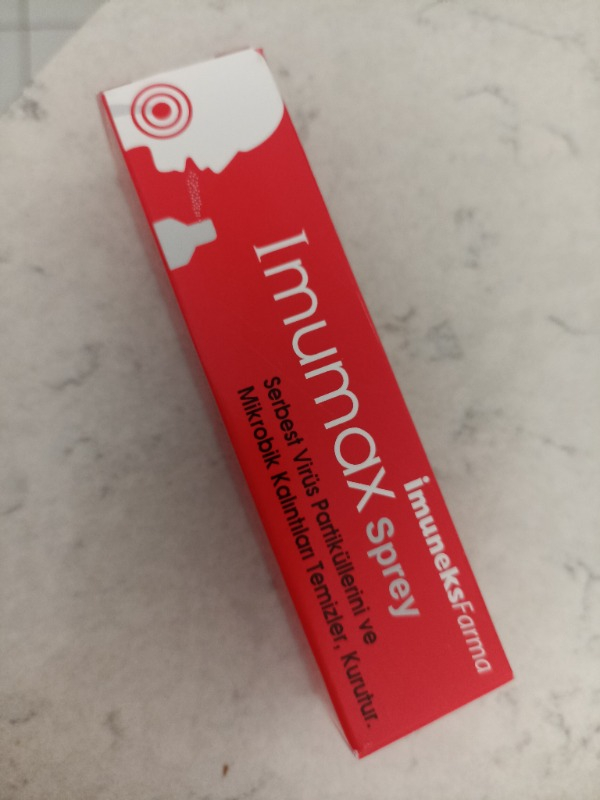 Imumax Sprey
Serbest Virüs Partiküllerini ve
Mikrobik Kalıntıları Temizler, Kurutur.
imuneksFarma